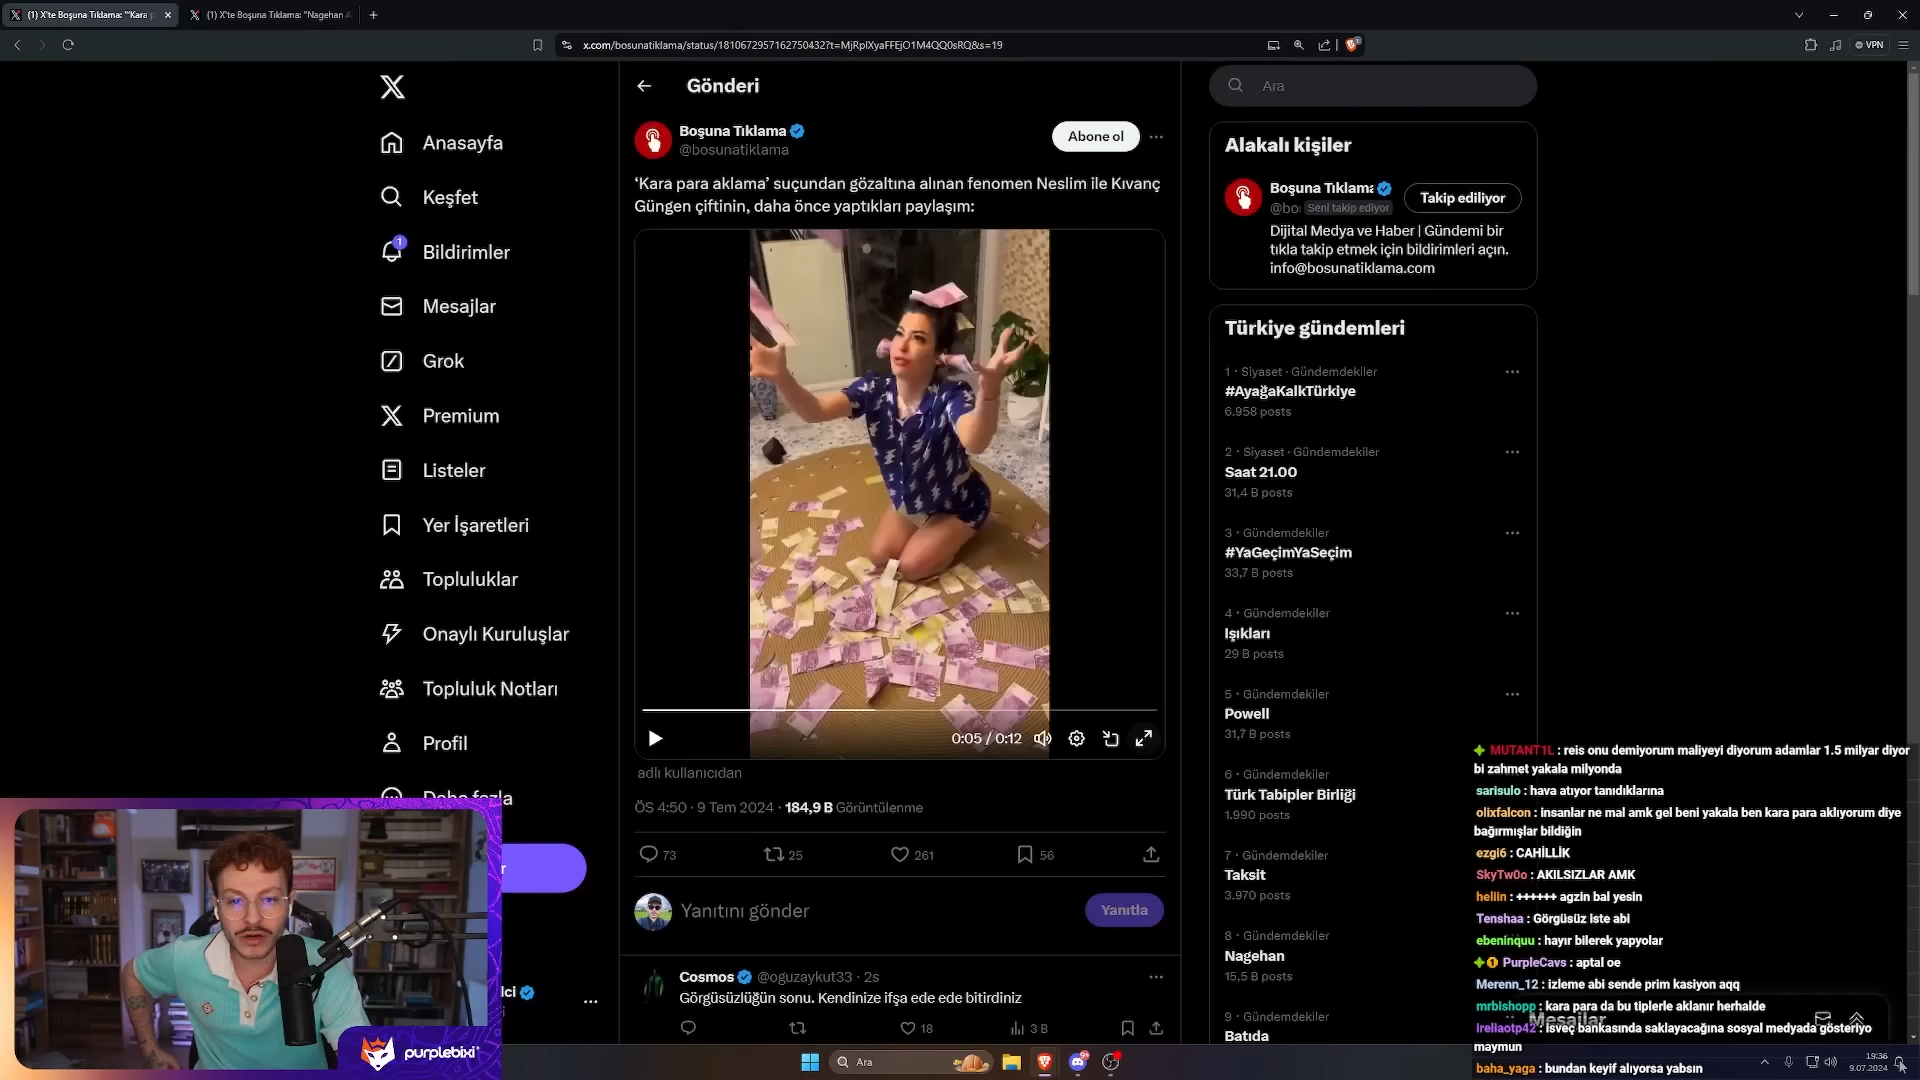 (1) X'te Boşuna Tıklama: "'Kara p
(1) X'te Boşuna Tıklama: "Nagehan A
x.com/bosunatiklama/status/1810672957162750432?t=MjRplXyaFFEjO1M4QQ0sRQ&s=19
VPN
Anasayfa
Keşfet
1
Bildirimler
Mesajlar
Grok
Premium
Listeler
Yer İşaretleri
Topluluklar
Onaylı Kuruluşlar
Topluluk Notları
Profil
Daha fazla
Gönderi
Boşuna Tıklama
@bosunatiklama
Abone ol
'Kara para aklama' suçundan gözaltına alınan fenomen Neslim ile Kıvanç
Güngen çiftinin, daha önce yaptıkları paylaşım:
0:05 / 0:12
adlı kullanıcıdan
ÖS 4:50 · 9 Tem 2024 · 184,9 B Görüntülenme
73
25
261
56
Yanıtını gönder
Yanıtla
Cosmos @oguzaykut33 · 2s
Görgüsüzlüğün sonu. Kendinize ifşa ede ede bitirdiniz
18
3 B
Ara
Alakalı kişiler
Boşuna Tıklama
@bo Seni takip ediyor
Takip ediliyor
Dijital Medya ve Haber | Gündemi bir
tıkla takip etmek için bildirimleri açın.
info@bosunatiklama.com
Türkiye gündemleri
1 · Siyaset · Gündemdekiler
#AyağaKalkTürkiye
6.958 posts
2 · Siyaset · Gündemdekiler
Saat 21.00
31,4 B posts
3 · Gündemdekiler
#YaGeçimYaSeçim
33,7 B posts
4 · Gündemdekiler
Işıkları
29 B posts
5 · Gündemdekiler
Powell
31,7 B posts
6 · Gündemdekiler
Türk Tabipler Birliği
1.990 posts
7 · Gündemdekiler
Taksit
3.970 posts
8 · Gündemdekiler
Nagehan
15,5 B posts
9 · Gündemdekiler
Batıda
MUTANT1L : reis onu demiyorum maliyeyi diyorum adamlar 1.5 milyar diyor
bi zahmet yakala milyonda
sarisulo : hava atıyor tanıdıklarına
olixfalcon : insanlar ne mal amk gel beni yakala ben kara para aklıyorum diye
bağırmışlar bildiğin
ezgi6 : CAHİLLİK
SkyTw0o : AKILSIZLAR AMK
heliin : ++++++ agzin bal yesin
Tenshaa : Görgüsüz iste abi
ebeninquu : hayır bilerek yapyolar
PurpleCavs : aptal oe
Merenn_12 : izleme abi sende prim kasiyon aqq
mrbishopp : kara para da bu tiplerle aklanır herhalde
Mesajlar
ireliaotp42 : isveç bankasında saklayacağına sosyal medyada gösteriyo
maymun
baha_yaga : bundan keyif alıyorsa yabsın
lci
purplebixi
Ara
19:36
9.07.2024